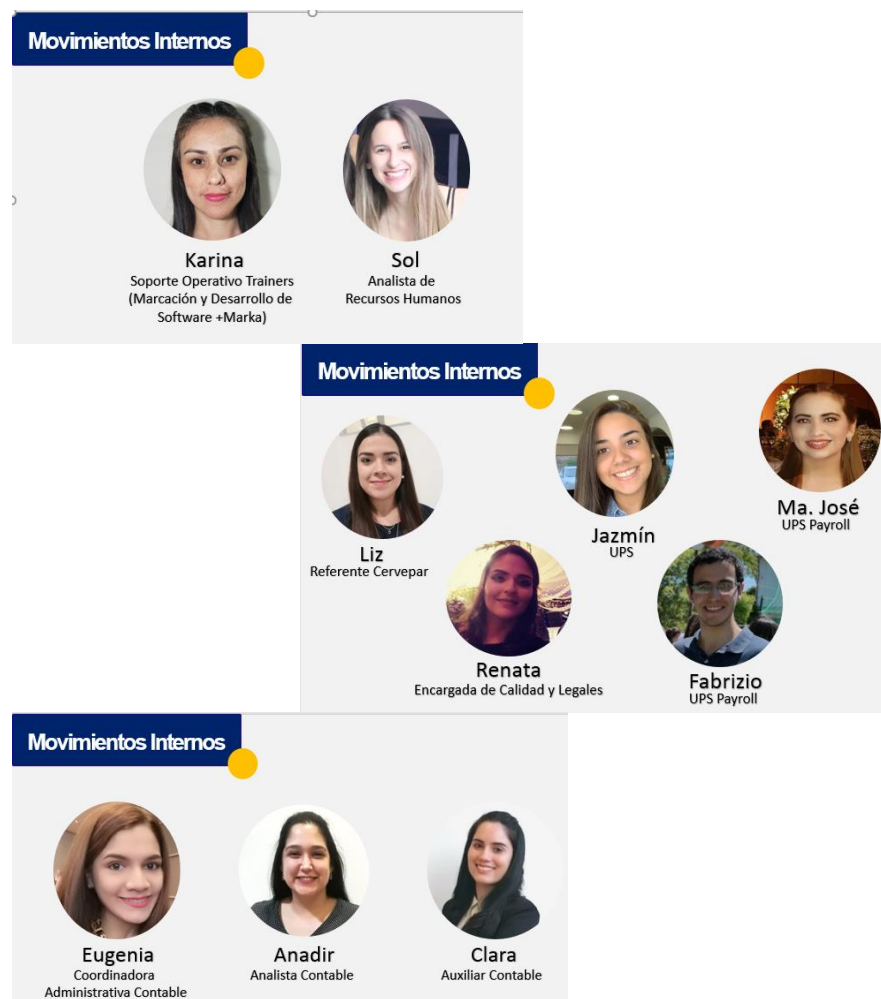 Movimientos Internos
Karina
Soporte Operativo Trainers
(Marcación y Desarrollo de
Software +Marka)
Sol
Analista de
Recursos Humanos
Movimientos Internos
Liz
Referente Cervepar
Jazmín
UPS
Ma. José
UPS Payroll
Renata
Encargada de Calidad y Legales
Fabrizio
UPS Payroll
Movimientos Internos
Eugenia
Coordinadora
Administrativa Contable
Anadir
Analista Contable
Clara
Auxiliar Contable